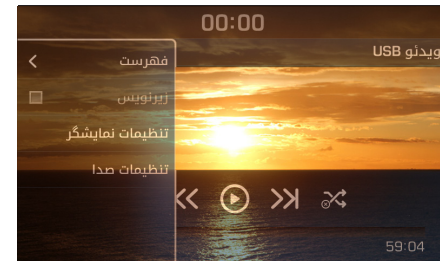 00:00
ویدئو USB
فهرست
زیرنویس
تنظیمات نمایشگر
تنظیمات صدا
59:04